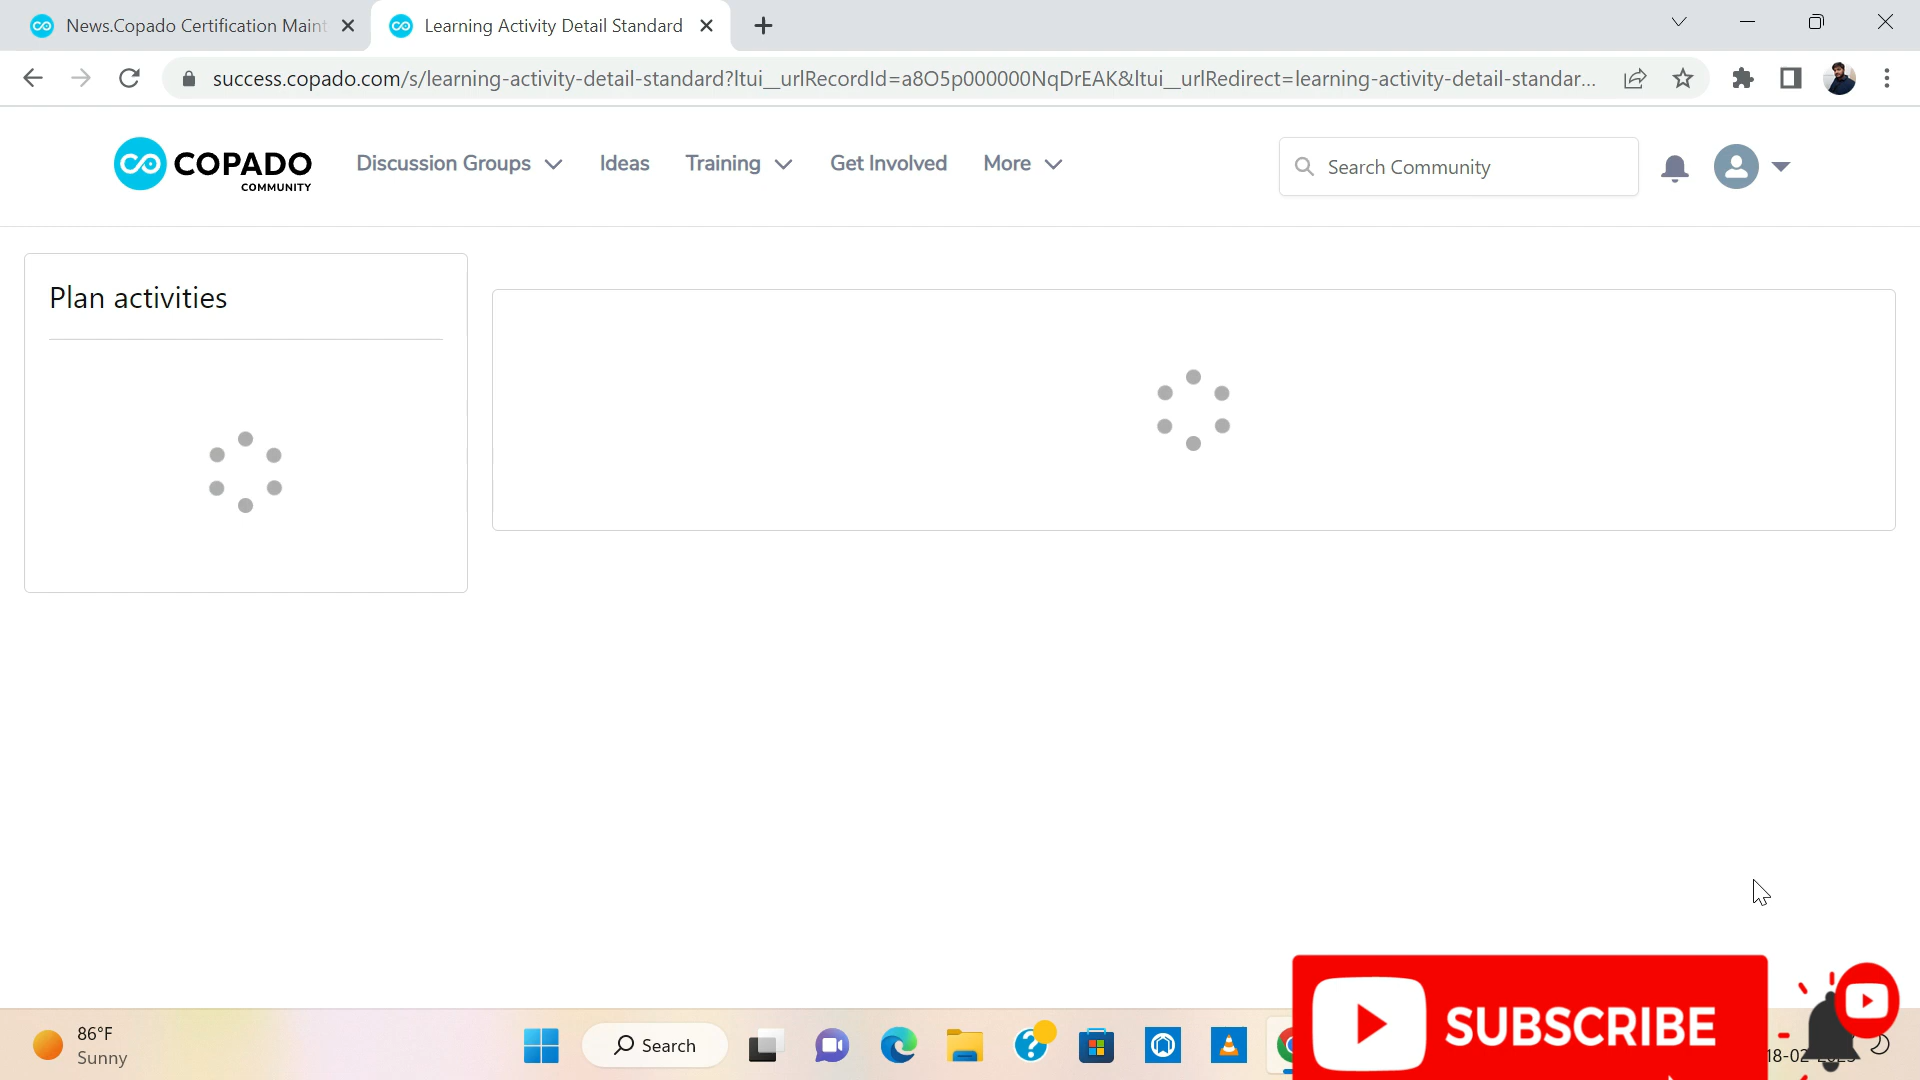 News.Copado Certification Maint
Learning Activity Detail Standard
success.copado.com/s/learning-activity-detail-standard?ltui__urlRecordId=a8O5p000000NqDrEAK&ltui__urlRedirect=learning-activity-detail-standar...
COPADO
COMMUNITY
Discussion Groups
Ideas
Training
Get Involved
More
Search Community
Plan activities
86°F
Sunny
Search
SUBSCRIBE